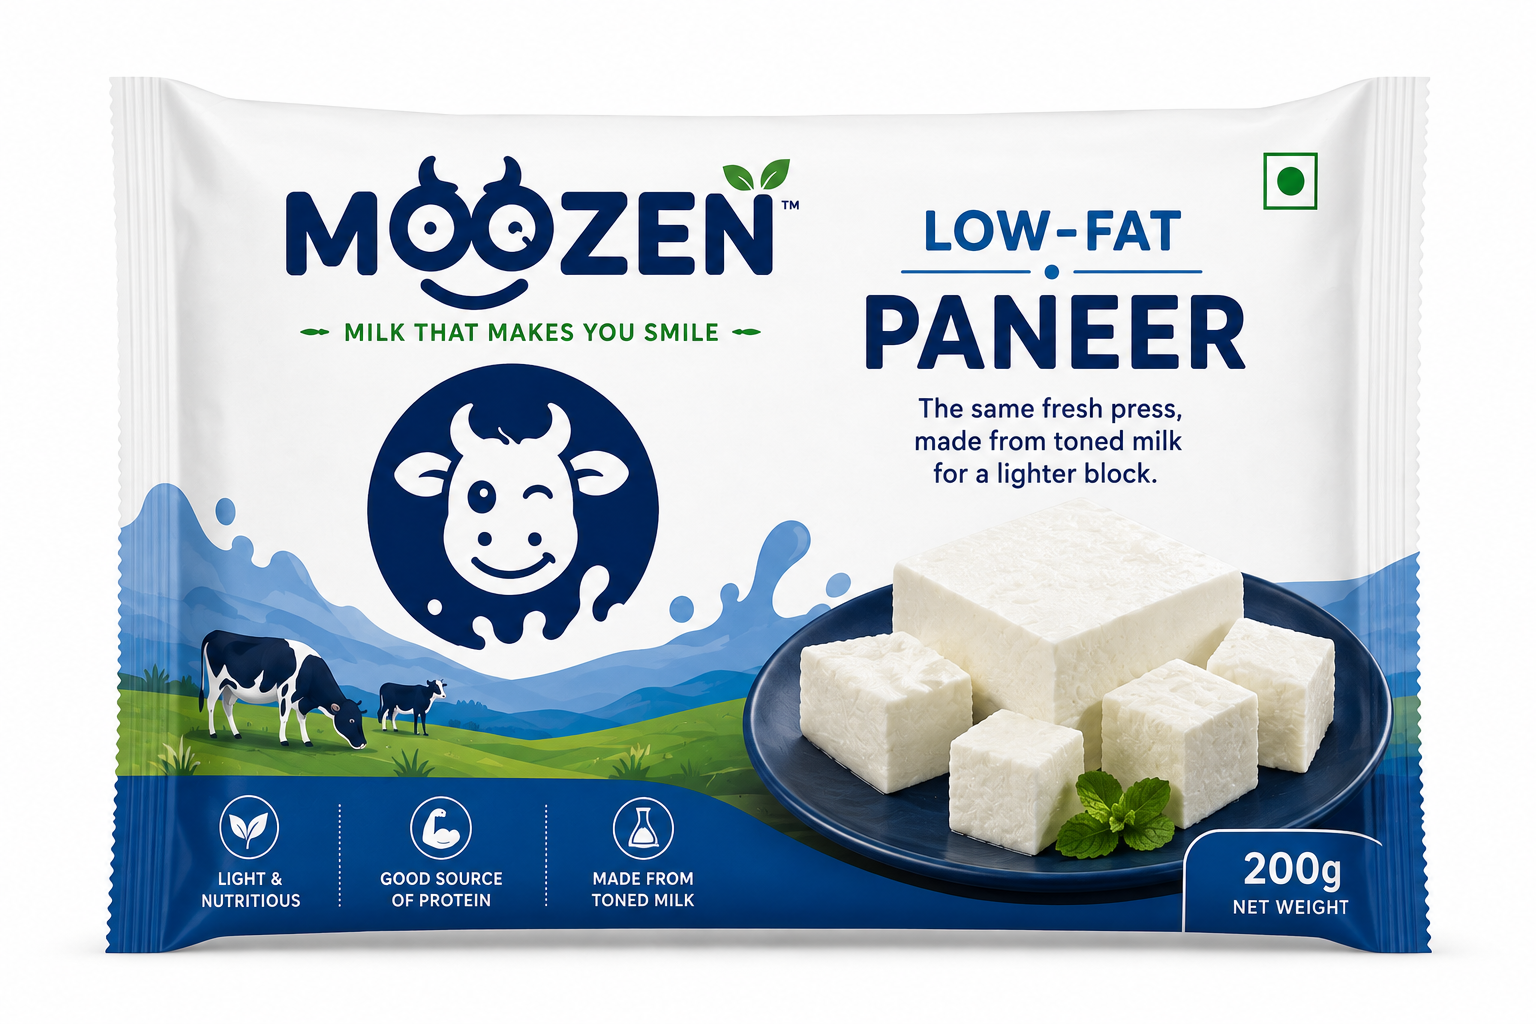 MOOZEN™
MILK THAT MAKES YOU SMILE
LOW-FAT
PANEER
The same fresh press,
made from toned milk
for a lighter block.
LIGHT &
NUTRITIOUS
GOOD SOURCE
OF PROTEIN
MADE FROM
TONED MILK
200g
NET WEIGHT